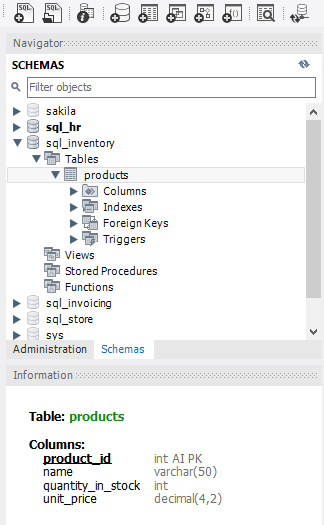 SQL SQL
Navigator
SCHEMAS
Filter objects
sakila
sql_hr
sql_inventory
Tables
products
Columns
Indexes
Foreign Keys
Triggers
Views
Stored Procedures
Functions
sql_invoicing
sql_store
sys
Administration Schemas
Information
Table: products
Columns:
product_id int AI PK
name varchar(50)
quantity_in_stock int
unit_price decimal(4,2)